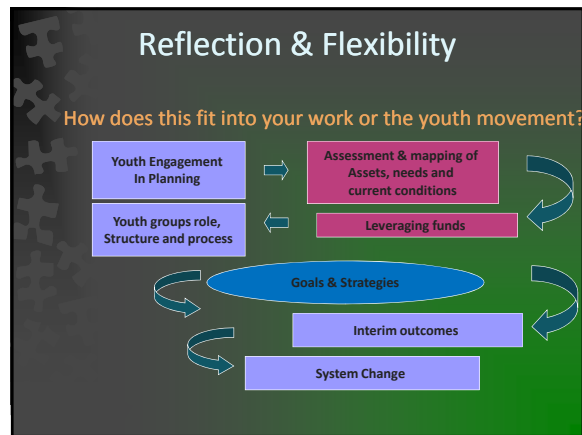 Reflection & Flexibility
How does this fit into your work or the youth movement?
Youth Engagement
In Planning
Assessment & mapping of
Assets, needs and
current conditions
Youth groups role,
Structure and process
Leveraging funds
Goals & Strategies
Interim outcomes
System Change